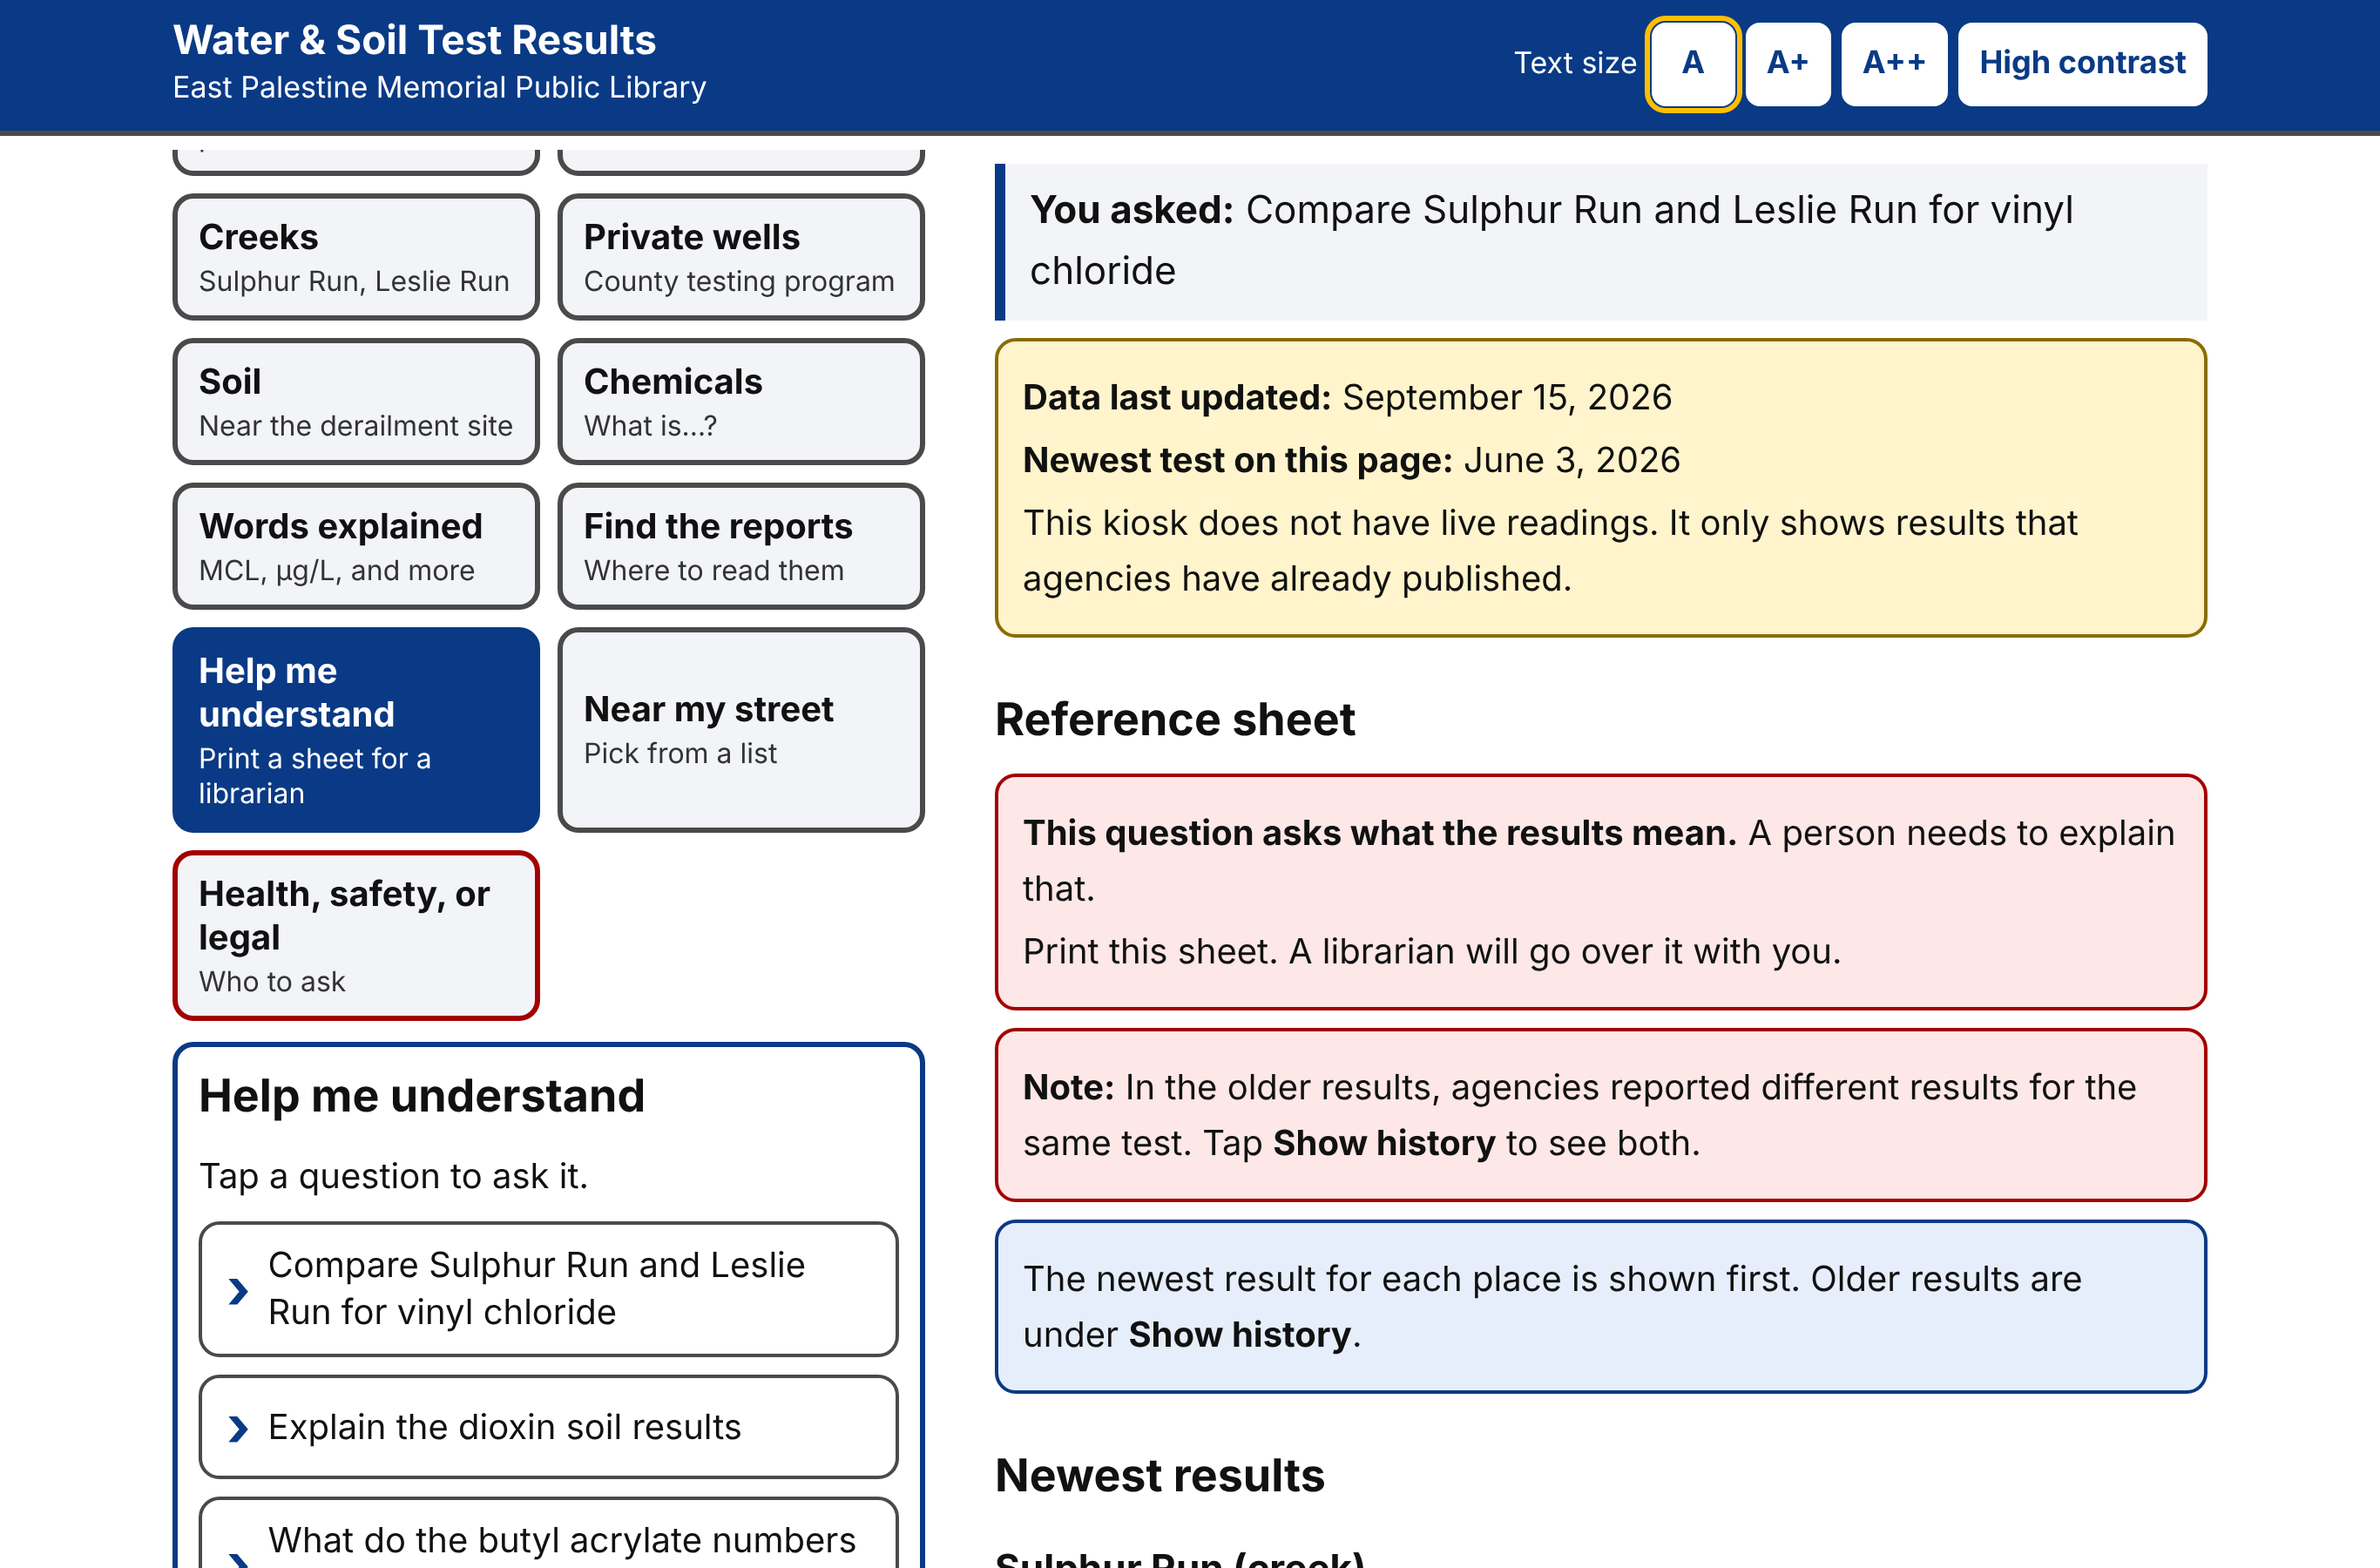 Water & Soil Test Results
East Palestine Memorial Public Library
Text size
A
A+
A++
High contrast
Creeks
Sulphur Run, Leslie Run
Private wells
County testing program
Soil
Near the derailment site
Chemicals
What is...?
Words explained
MCL, µg/L, and more
Find the reports
Where to read them
Help me
understand
Print a sheet for a
librarian
Near my street
Pick from a list
Health, safety, or
legal
Who to ask
Help me understand
Tap a question to ask it.
› Compare Sulphur Run and Leslie
Run for vinyl chloride
› Explain the dioxin soil results
› What do the butyl acrylate numbers
You asked: Compare Sulphur Run and Leslie Run for vinyl
chloride
Data last updated: September 15, 2026
Newest test on this page: June 3, 2026
This kiosk does not have live readings. It only shows results that
agencies have already published.
Reference sheet
This question asks what the results mean. A person needs to explain
that.
Print this sheet. A librarian will go over it with you.
Note: In the older results, agencies reported different results for the
same test. Tap Show history to see both.
The newest result for each place is shown first. Older results are
under Show history.
Newest results
Sulphur Run (creek)